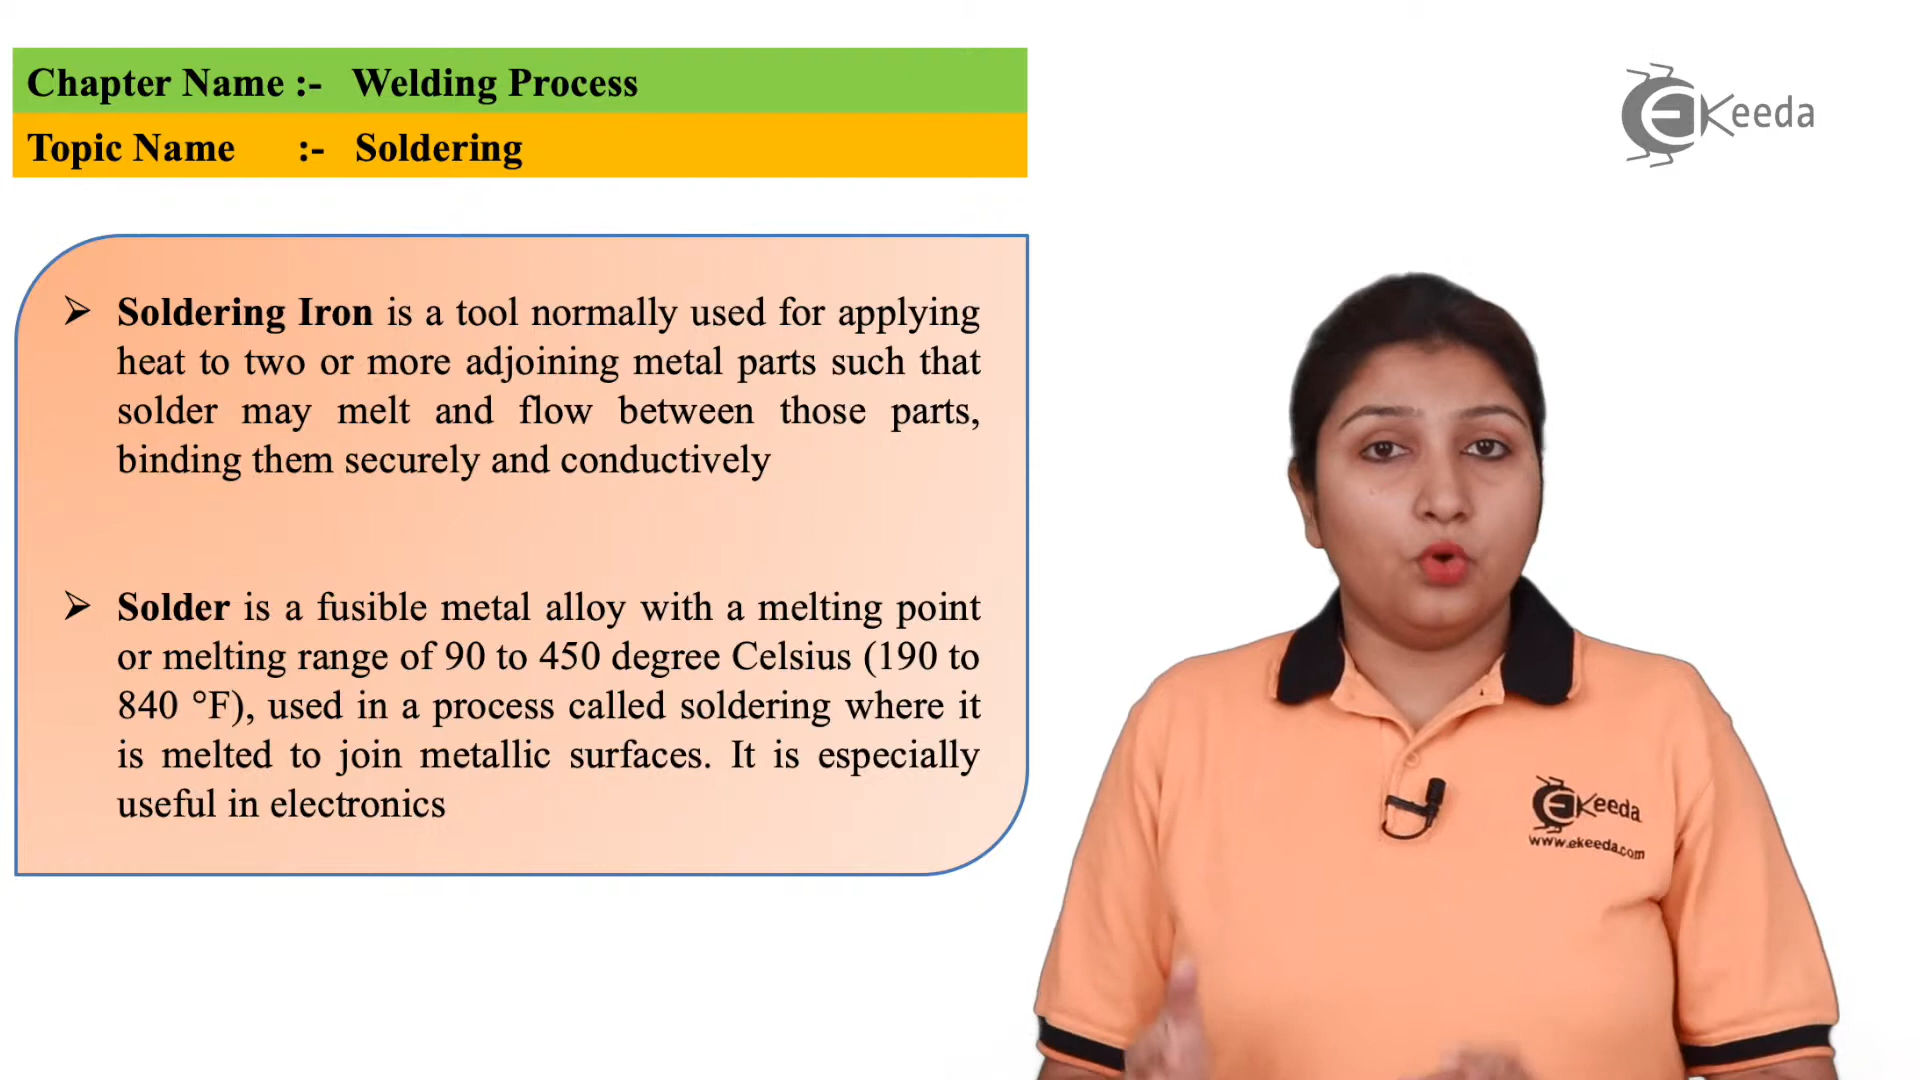 Chapter Name :- Welding Process
Topic Name :- Soldering
Keeda
➢ Soldering Iron is a tool normally used for applying
heat to two or more adjoining metal parts such that
solder may melt and flow between those parts,
binding them securely and conductively
➢ Solder is a fusible metal alloy with a melting point
or melting range of 90 to 450 degree Celsius (190 to
840 °F), used in a process called soldering where it
is melted to join metallic surfaces. It is especially
useful in electronics
Keeda
www.ekeeda.com